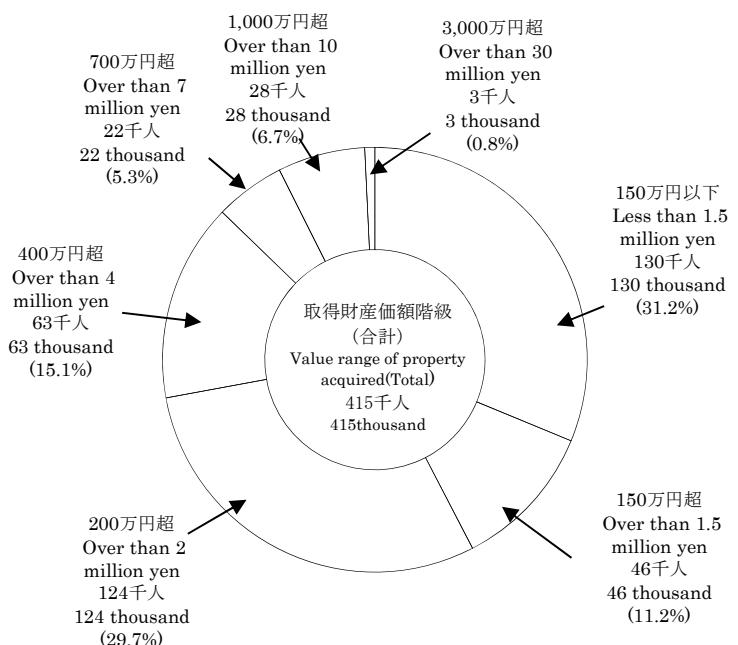 1,000万円超
Over than 10
million yen
28千人
28 thousand
(6.7%)
3,000万円超
Over than 30
million yen
3千人
3 thousand
(0.8%)
700万円超
Over than 7
million yen
22千人
22 thousand
(5.3%)
150万円以下
Less than 1.5
million yen
130千人
130 thousand
(31.2%)
400万円超
Over than 4
million yen
63千人
63 thousand
(15.1%)
取得財産価額階級
(合計)
Value range of property
acquired(Total)
415千人
415thousand
200万円超
Over than 2
million yen
124千人
124 thousand
(29.7%)
150万円超
Over than 1.5
million yen
46千人
46 thousand
(11.2%)